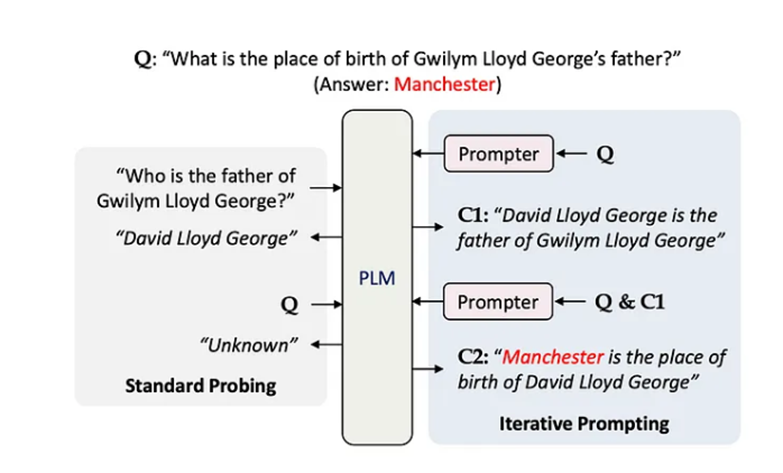 Q: “What is the place of birth of Gwilym Lloyd George’s father?”
(Answer: Manchester)
“Who is the father of
Gwilym Lloyd George?”
“David Lloyd George”
Q
“Unknown”
Standard Probing
PLM
Prompter
Q
C1: “David Lloyd George is the
father of Gwilym Lloyd George”
Prompter
Q & C1
C2: “Manchester is the place of
birth of David Lloyd George”
Iterative Prompting